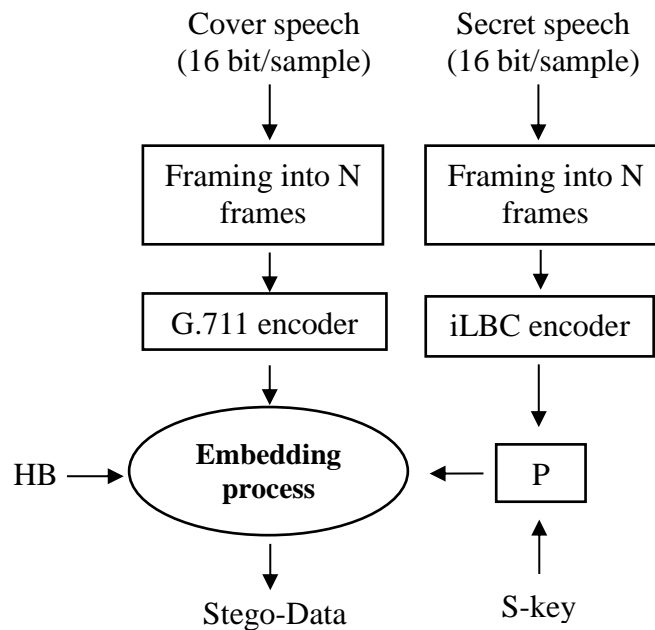 Cover speech
(16 bit/sample)
Secret speech
(16 bit/sample)
Framing into N
frames
Framing into N
frames
G.711 encoder
iLBC encoder
HB
Embedding
process
P
Stego-Data
S-key